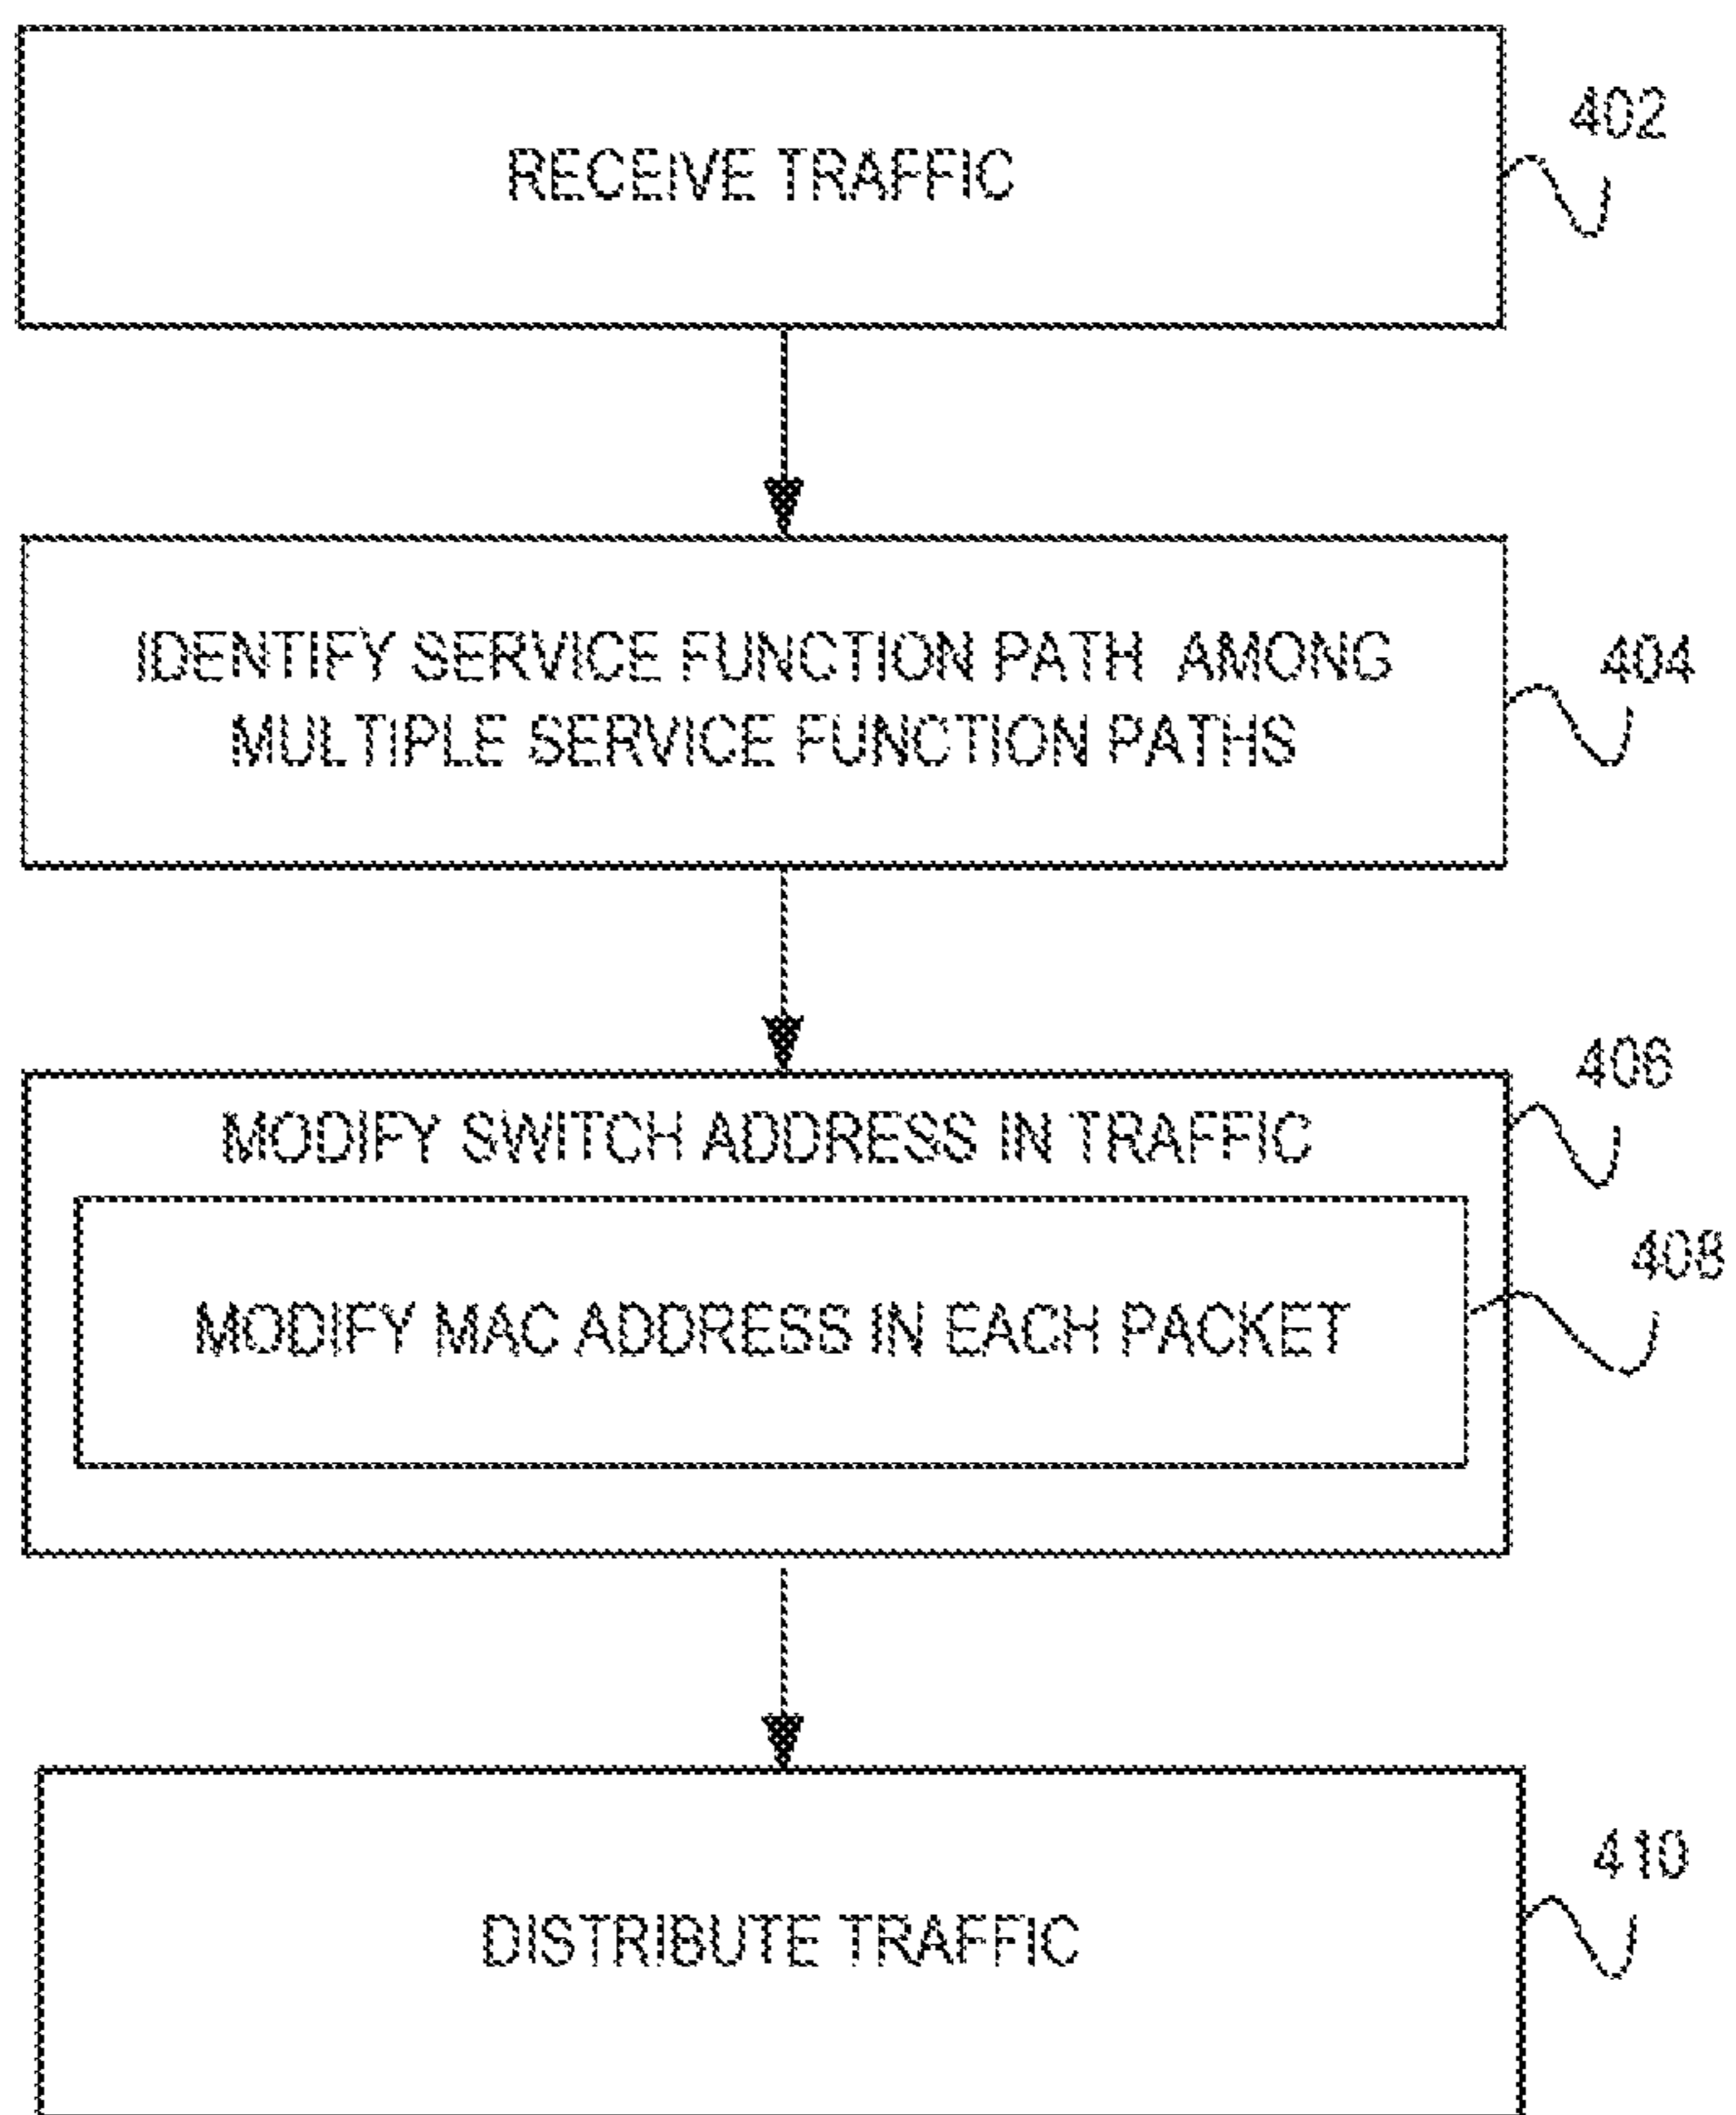 402
RECEIVE TRAFFIC
IDENTIFY SERVICE FUNCTION PATH AMONG
404
MULTIPLE SERVICE FUNCTION PATHS
406
MODIFY SWITCH ADDRESS IN TRAFFIC
408
MODIFY MAC ADDRESS IN EACH PACKET
410
DISTRIBUTE TRAFFIC